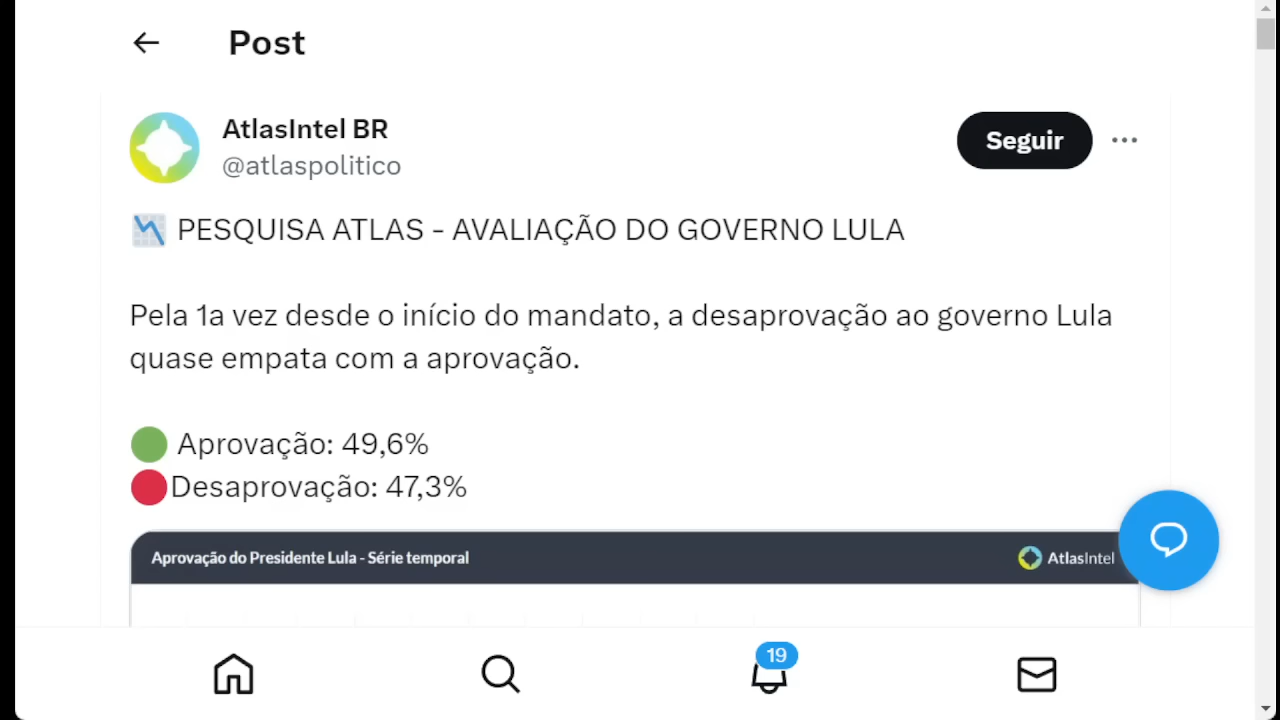 Post
AtlasIntel BR
@atlaspolitico
Seguir
PESQUISA ATLAS - AVALIAÇÃO DO GOVERNO LULA
Pela 1a vez desde o início do mandato, a desaprovação ao governo Lula
quase empata com a aprovação.
Aprovação: 49,6%
Desaprovação: 47,3%
Aprovação do Presidente Lula - Série temporal
AtlasIntel
19